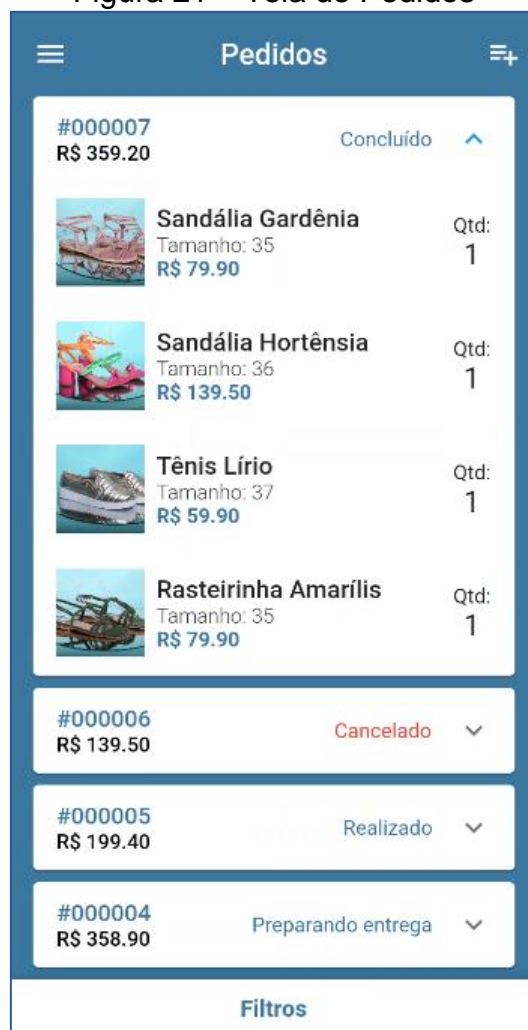 Pedidos
#000007
R$ 359.20
Concluído
Sandália Gardênia
Tamanho: 35
R$ 79.90
Qtd:
1
Sandália Hortênsia
Tamanho: 36
R$ 139.50
Qtd:
1
Tênis Lírio
Tamanho: 37
R$ 59.90
Qtd:
1
Rasteirinha Amarílis
Tamanho: 35
R$ 79.90
Qtd:
1
#000006
R$ 139.50
Cancelado
#000005
R$ 199.40
Realizado
#000004
R$ 358.90
Preparando entrega
Filtros